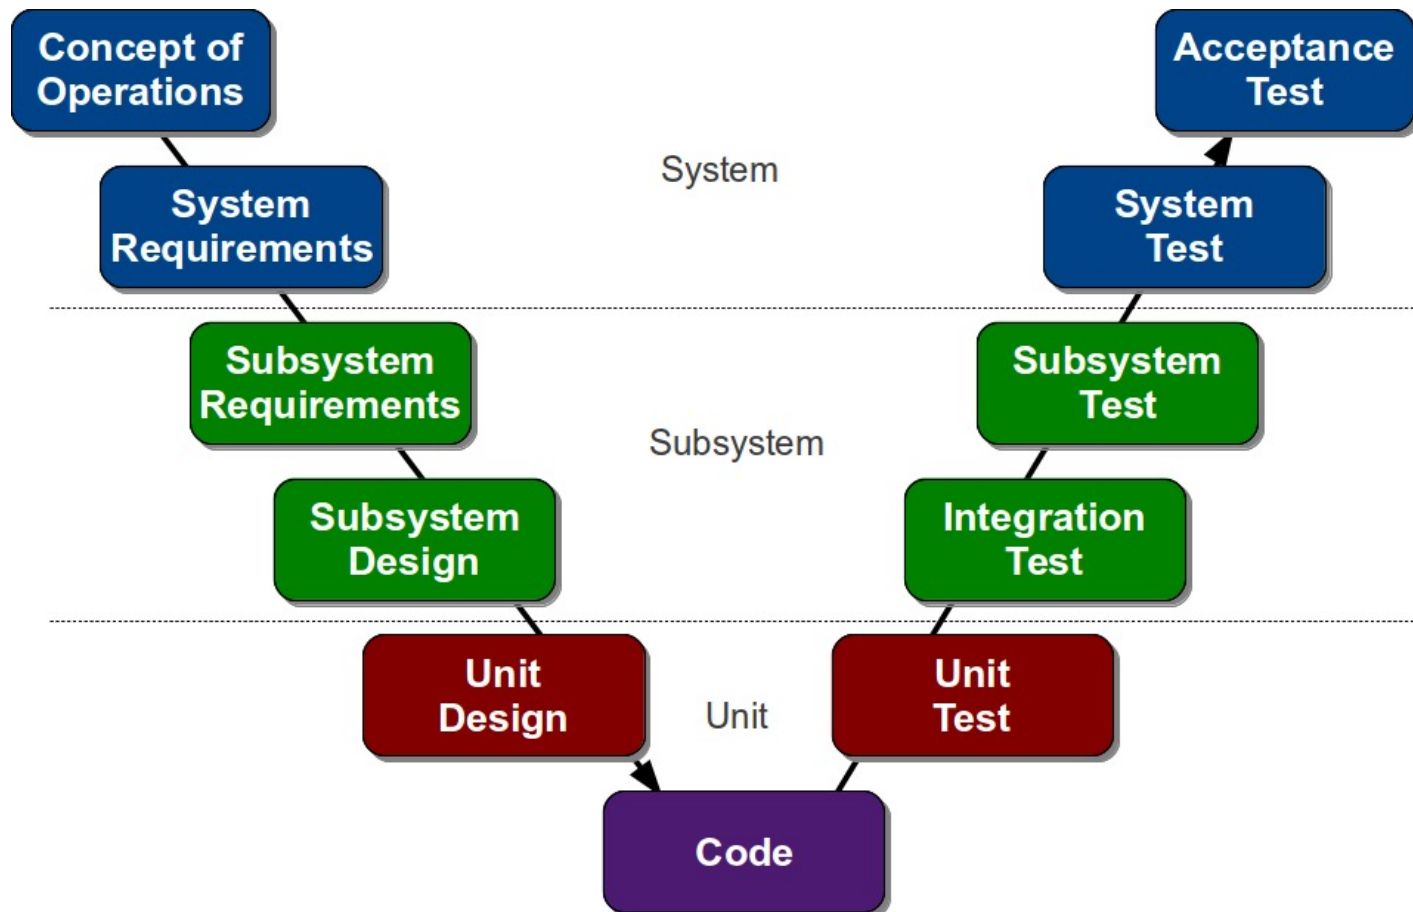 Concept of
Operations
Acceptance
Test
System
System
Requirements
System
Test
Subsystem
Requirements
Subsystem
Test
Subsystem
Subsystem
Design
Integration
Test
Unit
Design
Unit
Unit
Test
Code